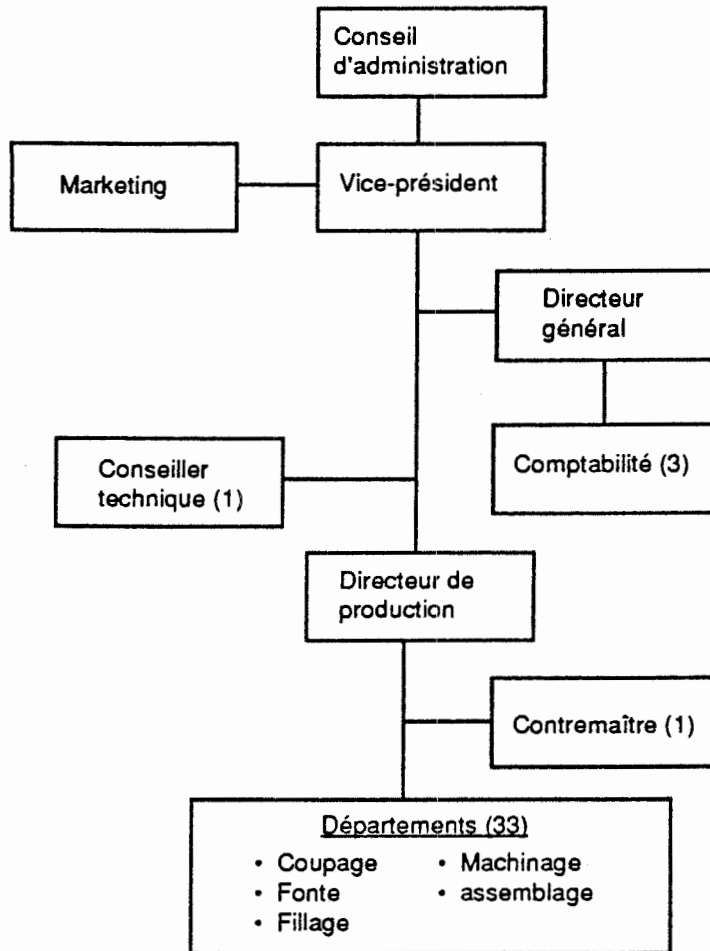 Conseil
d'administration
Marketing
Vice-président
Directeur
général
Conseiller
technique (1)
Comptabilité (3)
Directeur de
production
Contremaître (1)
Départements (33)
• Coupage
• Machinage
• Fonte
• assemblage
• Fillage